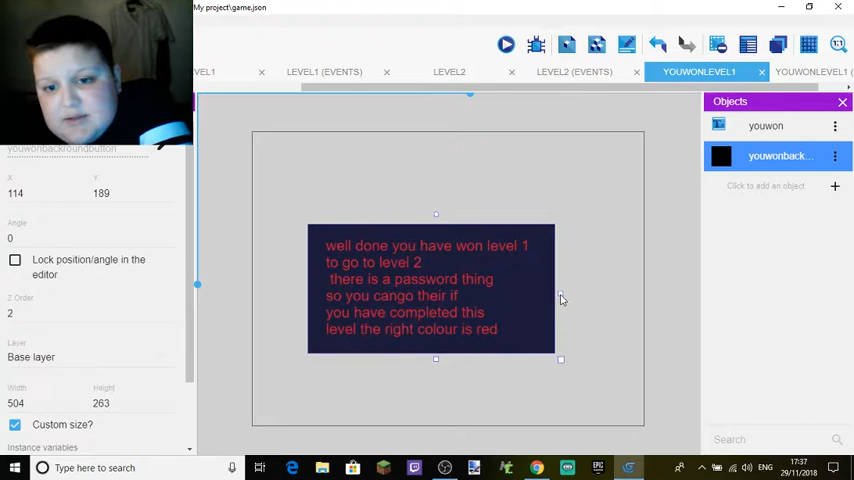 My project\game.json
LEVEL1
LEVEL1 (EVENTS)
LEVEL2
LEVEL2 (EVENTS)
YOUWONLEVEL1
YOUWONLEVEL1 (
Objects
youwon
youwonback...
Click to add an object
youwonbackroundbutton
X
Y
114
189
Angle
0
Lock position/angle in the
editor
Z Order
2
Layer
Base layer
Width
Height
504
263
Custom size?
Instance variables
well done you have won level 1
to go to level 2
there is a password thing
so you cango their if
you have completed this
level the right colour is red
Search
1:1
Type here to search
EPIC
ENG
17:37
29/11/2018